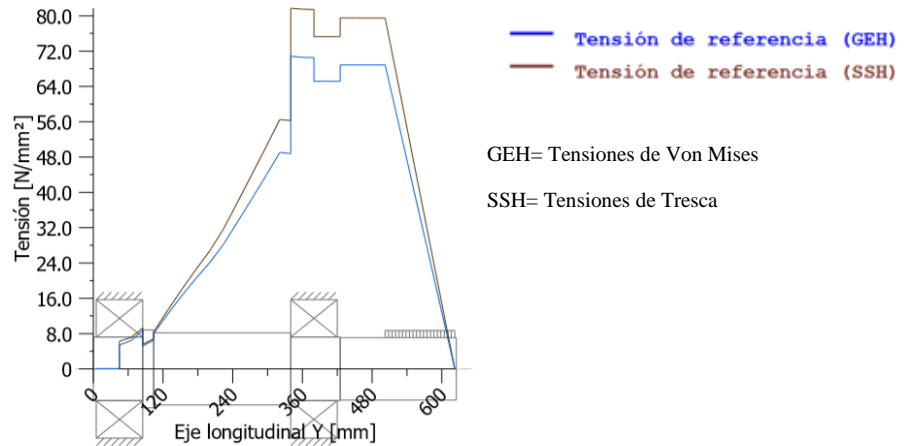 80.0
72.0
64.0
56.0
48.0
40.0
32.0
24.0
16.0
8.0
0
Tensión [N/mm²]
0
120
240
360
480
600
Eje longitudinal Y [mm]
Tensión de referencia (GEH)
Tensión de referencia (SSH)
GEH= Tensiones de Von Mises
SSH= Tensiones de Tresca